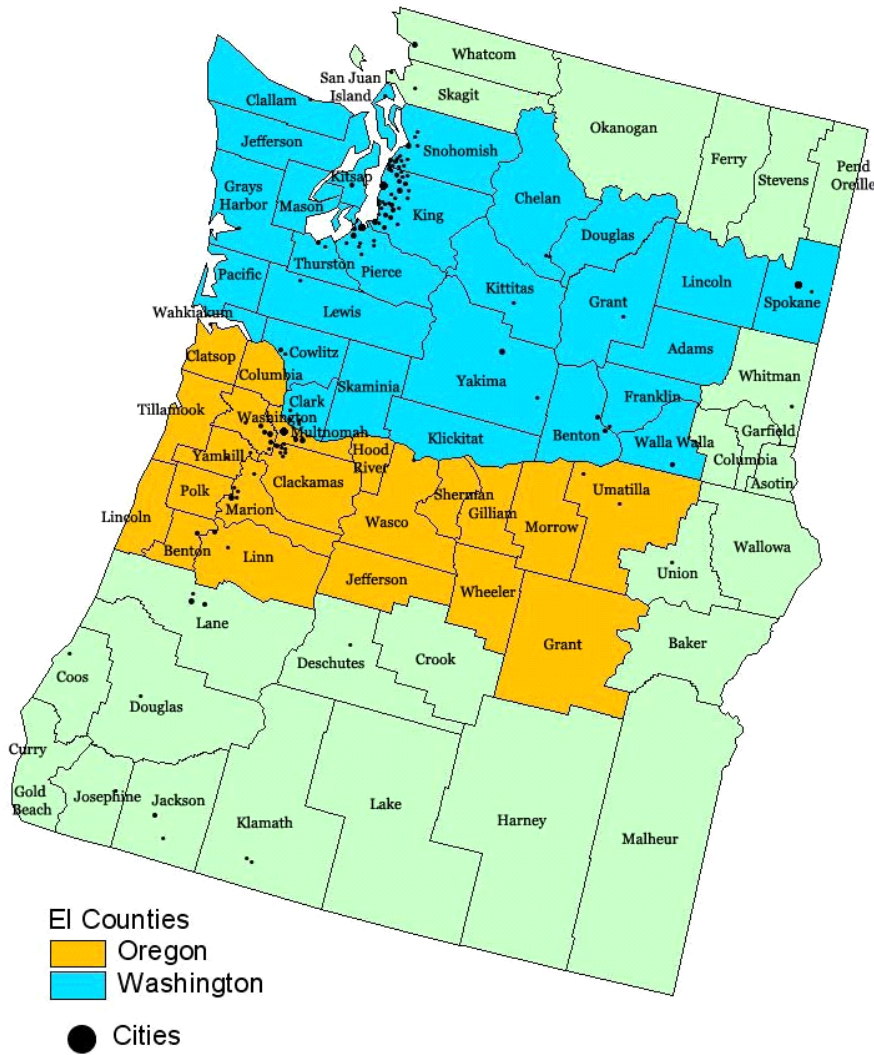 Whatcom
San Juan
Island
Skagit
Clallam
Okanogan
Jefferson
Snohomish
Ferry
Pend
Oreille
Stevens
Kitsap
Grays
Harbor
Mason
King
Chelan
Douglas
Thurston
Pierce
Pacific
Kittitas
Lincoln
Spokane
Grant
Wahkiakum
Lewis
Adams
Clatsop
Cowlitz
Columbia
Skaminia
Yakima
Whitman
Franklin
Tillamook
Clark
Washington
Multnomah
Klickitat
Benton
Walla Walla
Garfield
Columbia
Asotin
Yamhill
Hood
River
Clackamas
Polk
Marion
Sherman
Gilliam
Umatilla
Lincoln
Wasco
Morrow
Benton
Linn
Wallowa
Union
Jefferson
Wheeler
Lane
Grant
Baker
Deschutes
Crook
Coos
Douglas
Curry
Gold
Beach
Josephine
Jackson
Klamath
Lake
Harney
Malheur
EI Counties
Oregon
Washington
Cities